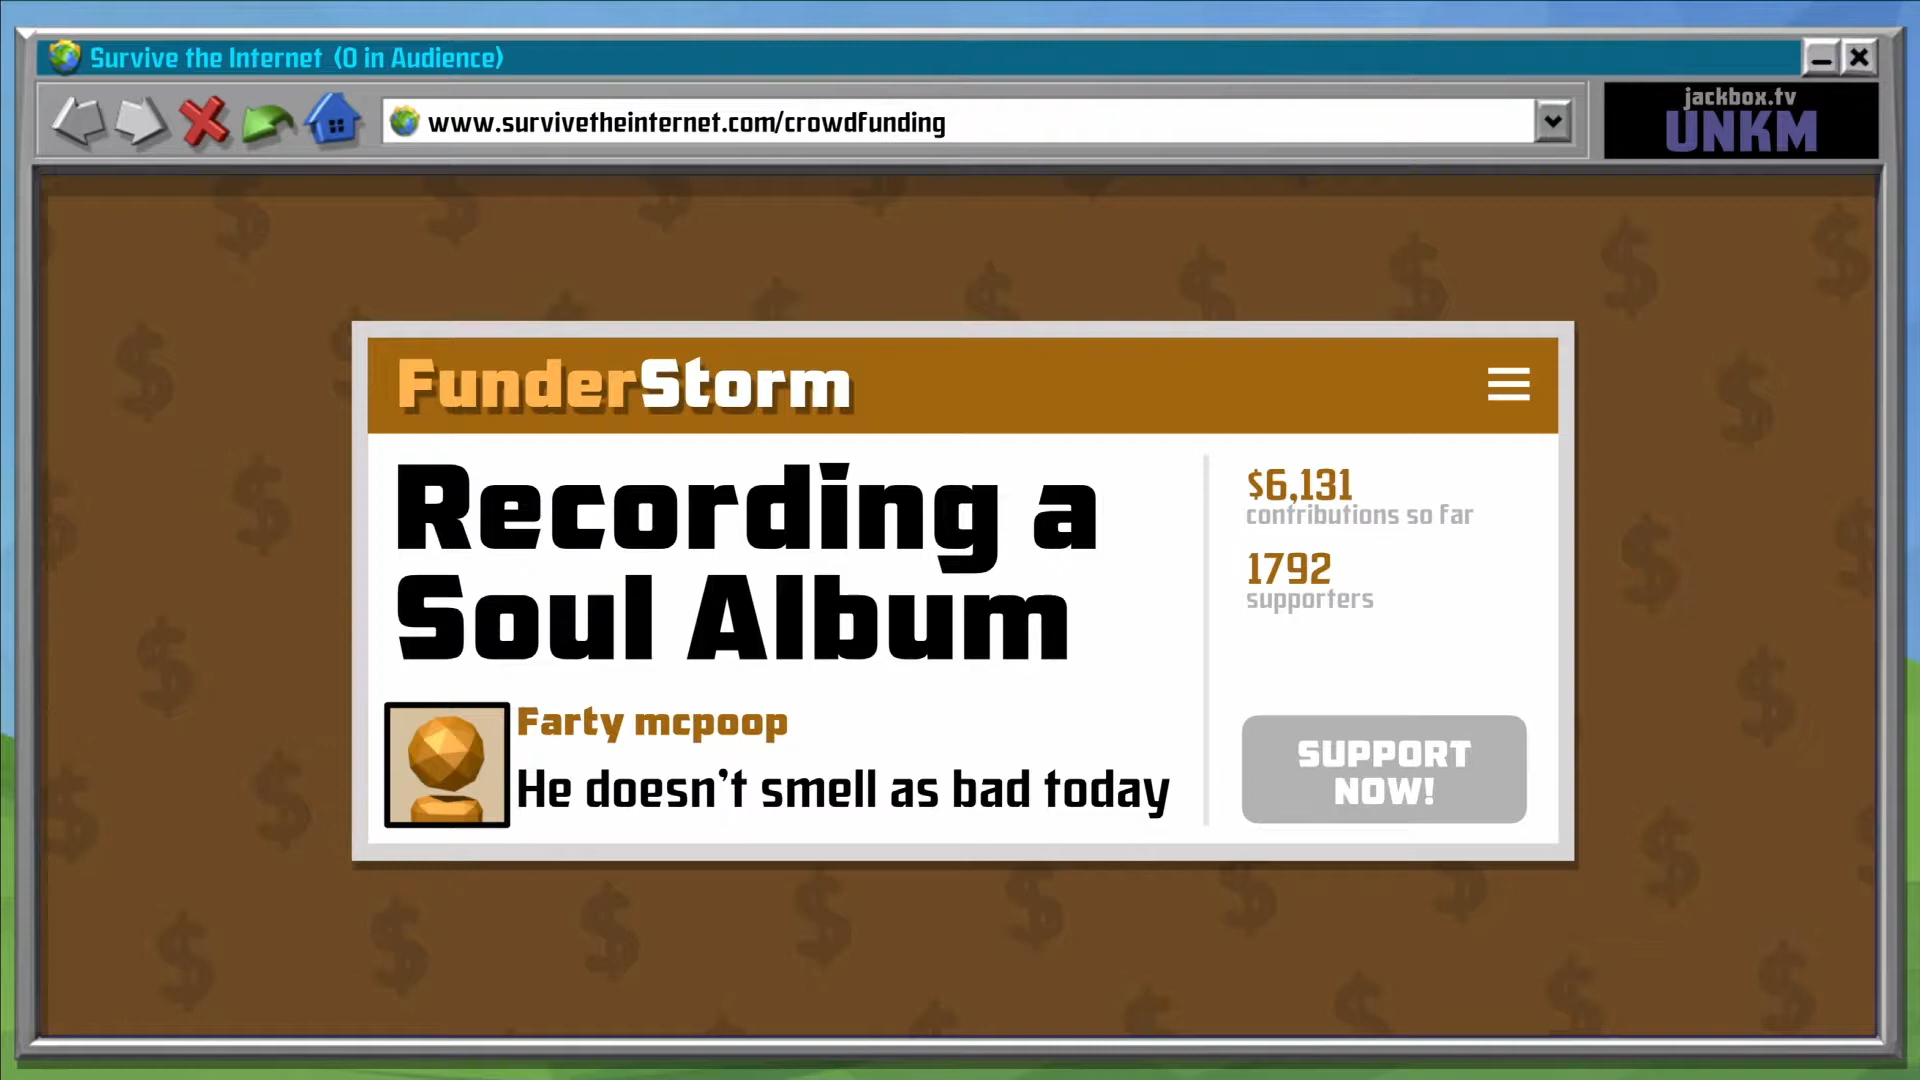 Survive the Internet (0 in Audience)
www.survivetheinternet.com/crowdfunding
jackbox.tv
UNKM
FunderStorm
Recording a
Soul Album
$6,131
contributions so far
1792
supporters
Farty mcpoop
He doesn't smell as bad today
SUPPORT
NOW!